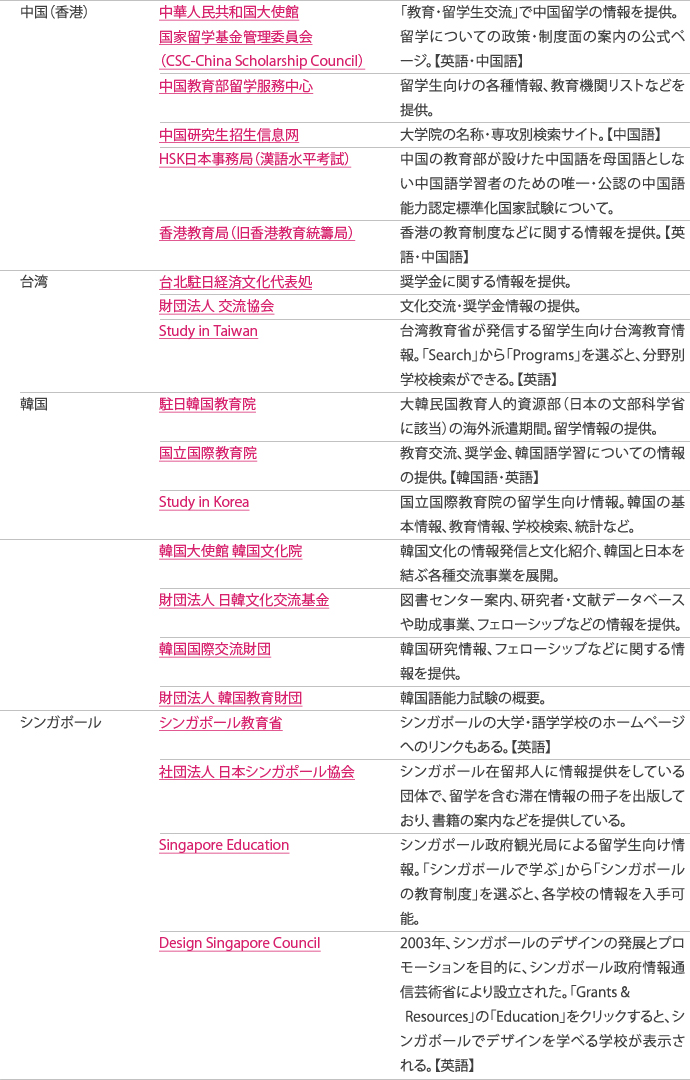 中国（香港）
中華人民共和国大使館
「教育・留学生交流」で中国留学の情報を提供。
国家留学基金管理委員会
（CSC-China Scholarship Council）
留学についての政策・制度面の案内の公式ペ
ージ。【英語・中国語】
中国教育部留学服務中心
留学生向けの各種情報、教育機関リストなどを
提供。
中国研究生招生信息网
大学院の名称・専攻別検索サイト。【中国語】
HSK日本事務局（漢語水平考試）
中国の教育部が設けた中国語を母国語としな
い中国語学習者のための唯一・公認の中国語
能力認定標準化国家試験について。
香港教育局（旧香港教育統籌局）
香港の教育制度などに関する情報を提供。【英
語・中国語】
台湾
台北駐日経済文化代表処
奨学金に関する情報を提供。
財団法人 交流協会
文化交流・奨学金情報の提供。
Study in Taiwan
台湾教育省が発信する留学生向け台湾教育情
報。「Search」から「Programs」を選ぶと、分野別
学校検索ができる。【英語】
韓国
駐日韓国教育院
大韓民国教育人的資源部（日本の文部科学省
に該当）の海外派遣期間。留学情報の提供。
国立国際教育院
教育交流、奨学金、韓国語学習についての情報
の提供。【韓国語・英語】
Study in Korea
国立国際教育院の留学生向け情報。韓国の基
本情報、教育情報、学校検索、統計など。
韓国大使館 韓国文化院
韓国文化の情報発信と文化紹介、韓国と日本を
結ぶ各種交流事業を展開。
財団法人 日韓文化交流基金
図書センター案内、研究者・文献データベース
や助成事業、フェローシップなどの情報を提供。
韓国国際交流財団
韓国研究情報、フェローシップなどに関する情
報を提供。
財団法人 韓国教育財団
韓国語能力試験の概要。
シンガポール
シンガポール教育省
シンガポールの大学・語学学校のホームページ
へのリンクもある。【英語】
社団法人 日本シンガポール協会
シンガポール在留邦人に情報提供をしている
団体で、留学を含む滞在情報の冊子を出版して
おり、書籍の案内などを提供している。
Singapore Education
シンガポール政府観光局による留学生向け情
報。「シンガポールで学ぶ」から「シンガポール
の教育制度」を選ぶと、各学校の情報を入手可
能。
Design Singapore Council
2003年、シンガポールのデザインの発展とプロ
モーションを目的に、シンガポール政府情報通
信芸術省により設立された。「Grants &
Resources」の「Education」をクリックすると、シ
ンガポールでデザインを学べる学校が表示さ
れる。【英語】